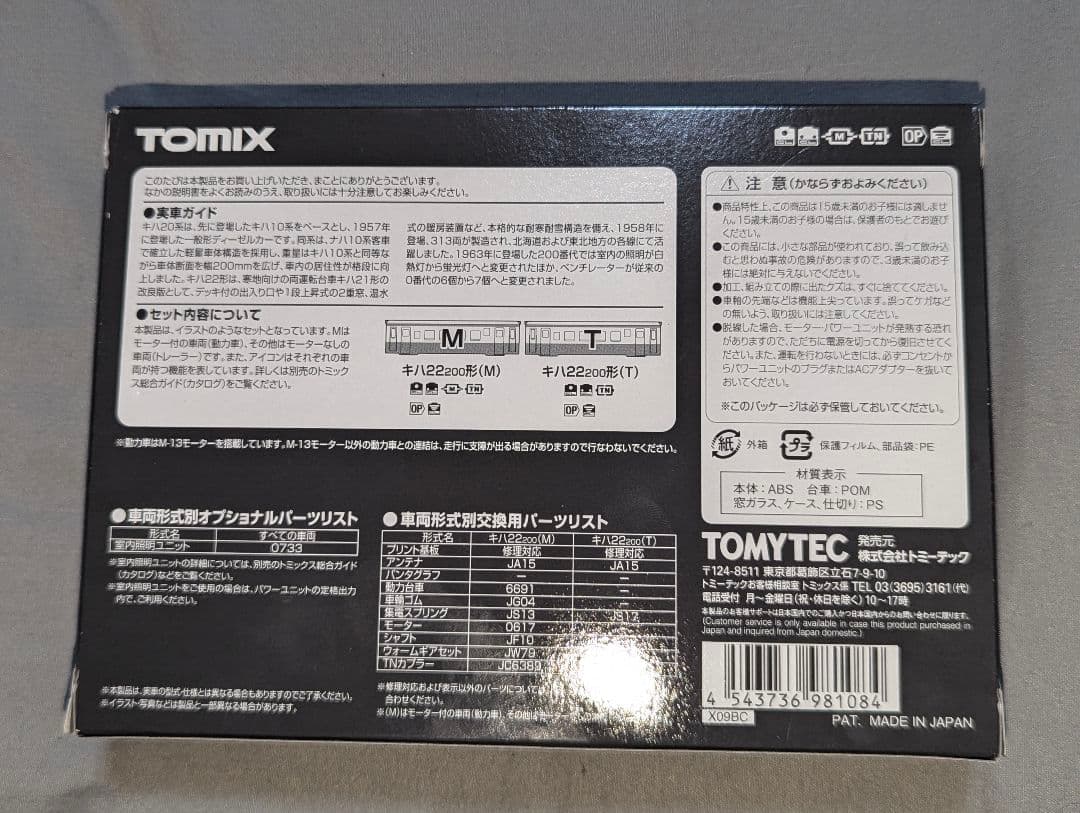 TOMIX
M TN OP
このたびは本製品をお買い上げいただき、まことにありがとうございます。
なかの説明書をよくお読みのうえ、取り扱いには十分注意してお楽しみください。
●実車ガイド
キハ20系は、先に登場したキハ10系をベースとし、1957年
に登場した一般形ディーゼルカーです。同系は、ナハ10系客車
で確立した軽量車体構造を採用し、重量はキハ10系と同等な
がら車体断面を幅200mmを広げ、車内の居住性が格段に向
上しました。キハ22形は、寒地向けの両運転台車キハ21形の
改良版として、デッキ付の出入り口や1段上昇式の2重窓、温水
式の暖房装置など、本格的な耐寒耐雪構造を備え、1958年に
登場、313両が製造され、北海道および東北地方の各線にて活
躍しました。1963年に登場した200番代では室内の照明が白
熱灯から蛍光灯へと変更されたほか、ベンチレーターが従来の
0番代の6個から7個へと変更されました。
●セット内容について
本製品は、イラストのようなセットとなっています。Mは
モーター付の車両(動力車)、その他はモーターなしの
車両(トレーラー)です。また、アイコンはそれぞれの車
両が持つ機能を表しています。詳しくは別売のトミック
ス総合ガイド(カタログ)をご覧ください。
M T
キハ22200形(M) キハ22200形(T)
M TN TN
OP OP
※動力車はM-13モーターを搭載しています。M-13モーター以外の動力車との連結は、走行に支障が出る場合がありますので行なわないでください。
●車両形式別オプショナルパーツリスト
形式名 すべての車両
室内照明ユニット 0733
※室内照明ユニットの詳細については、別売のトミックス総合ガイド
(カタログ)などをご覧ください。
※室内照明ユニットをご使用の場合は、パワーユニットの定格出力
内で、ご利用ください。
※本製品は、実車の型式・仕様とは異なる場合もありますのでご了承ください。
※イラスト・写真などは製品と一部異なる場合があります。
●車両形式別交換用パーツリスト
形式名 キハ22200(M) キハ22200(T)
プリント基板 修理対応 修理対応
アンテナ JA15 JA15
パンタグラフ — —
動力台車 6691 —
車輪ゴム JG04 —
集電スプリング JS13
モーター 0617
シャフト JF10
ウォームギアセット JW79
TNカプラー JC6389
※修理対応および表示以外のパーツについて
合わせください。
※(M)はモーター付の車両(動力車)、その他は
⚠ 注 意 (かならずおよみください)
●商品特性上、この商品は15歳未満のお子様には適しませ
ん。15歳未満のお子様の場合は、保護者のもとでお遊び
ください。
●この商品には、小さな部品が使われており、誤って飲み込
むと思わぬ事故の危険がありますので、3歳未満のお子
様には絶対に与えないでください。
●加工、組み立ての際に出たクズは、すぐに捨ててください。
●車輪の先端などは機能上尖っています。誤ってケガなど
の無いよう、取り扱いには注意してください。
●脱線した場合、モーター・パワーユニットが発熱する恐れ
がありますので、ただちに電源を切ってから復旧させてく
ださい。また、運転を行わないときには、必ずコンセントか
らパワーユニットのプラグまたはACアダプターを抜いて
おいてください。
※このパッケージは必ず保管しておいてください。
紙 外箱 プラ 保護フィルム、部品袋:PE
材質表示
本体:ABS 台車:POM
窓ガラス、ケース、仕切り:PS
TOMYTEC 発売元
株式会社トミーテック
〒124-8511 東京都葛飾区立石7-9-10
トミーテックお客様相談室 トミックス係 TEL 03(3695)3161(代)
電話受付 月〜金曜日(祝・休日を除く)10〜17時
本製品のお客様サポートは日本国内でのご購入かつ日本国内からのお問い合わせに限ります。
(Customer service is only available in case this product purchased in
Japan and inquired from Japan domestic.)
4 543736 981084
X09BC
PAT. MADE IN JAPAN